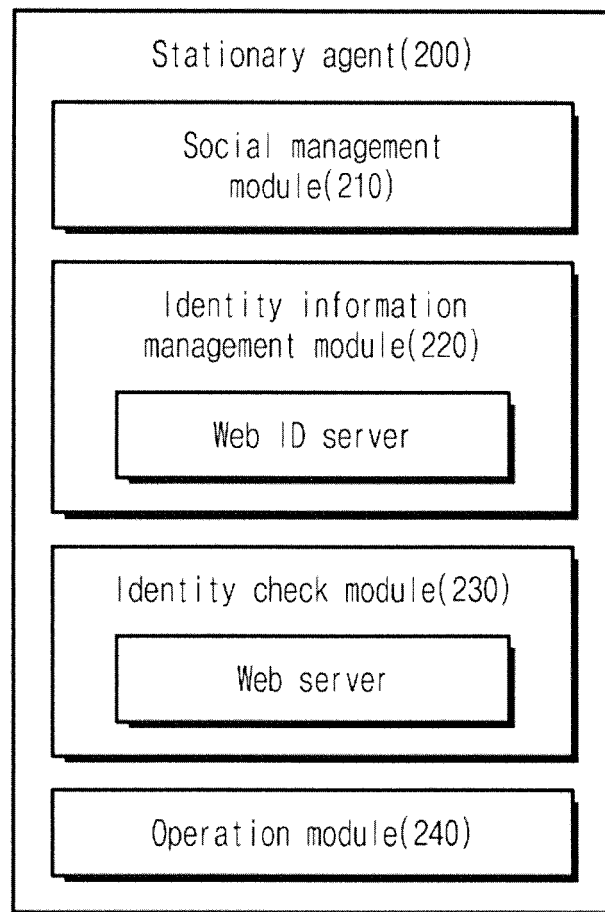 Stationary agent(200)
Social management
module(210)
Identity information
management module(220)
Web ID server
Identity check module(230)
Web server
Operation module(240)